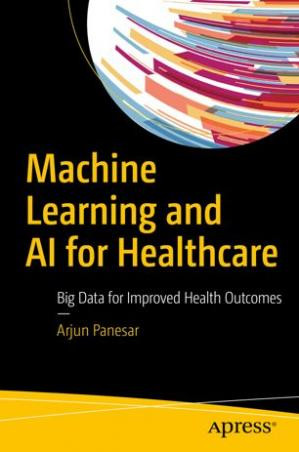 Machine
Learning and
AI for Healthcare
Big Data for Improved Health Outcomes
—
Arjun Panesar
Apress®